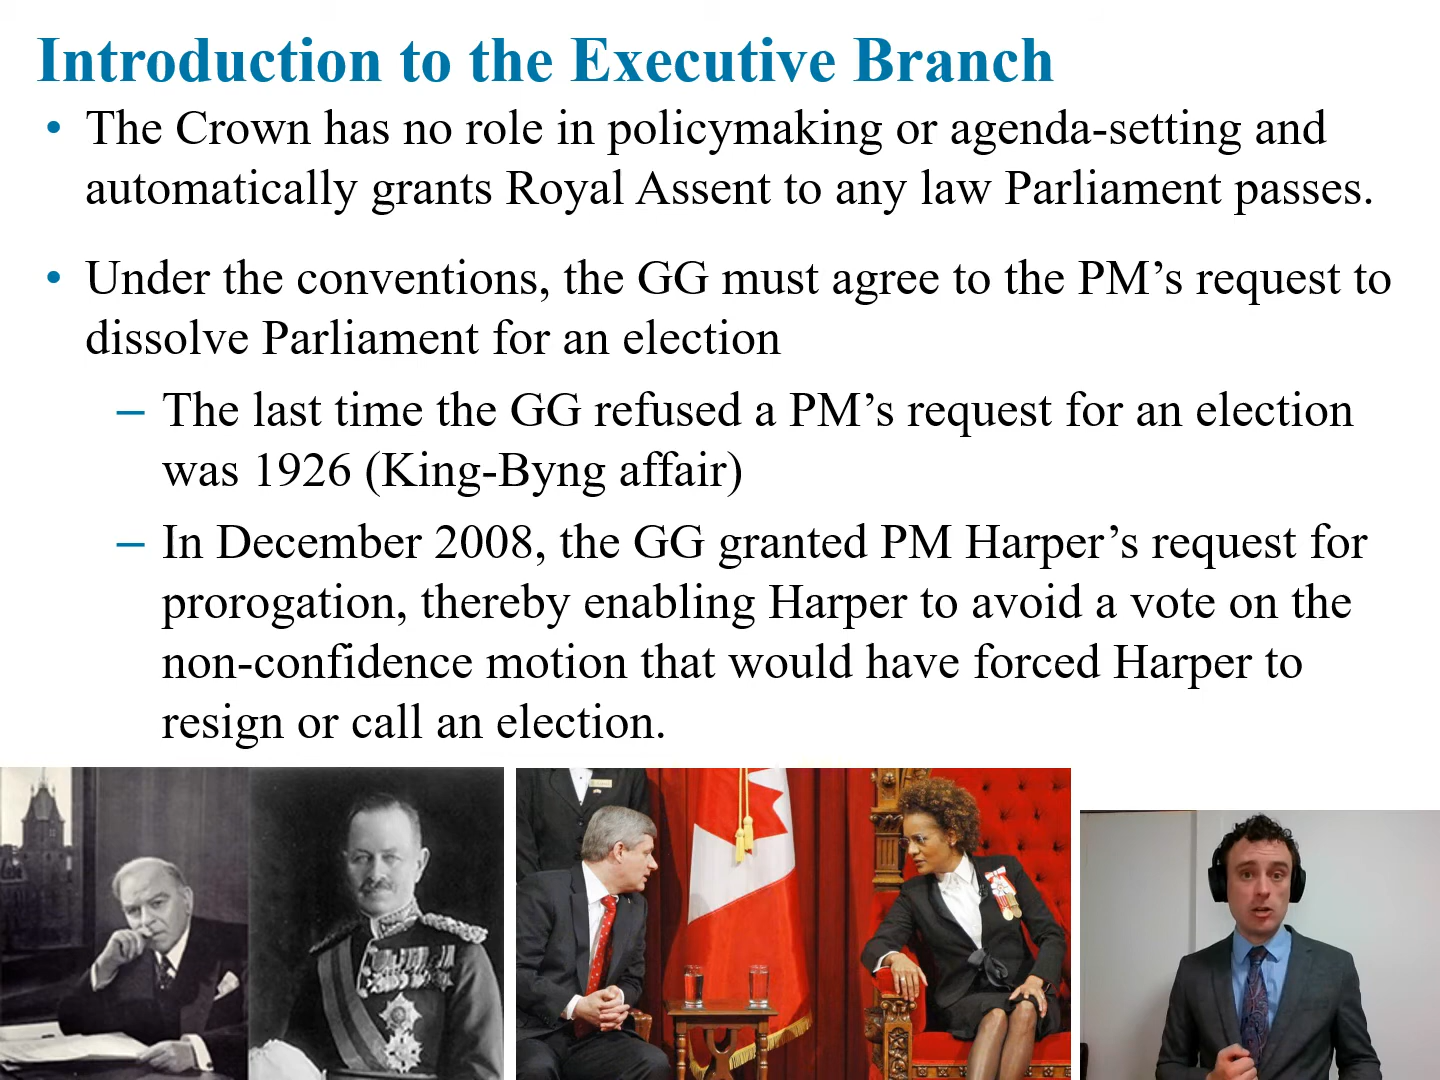 Introduction to the Executive Branch
• The Crown has no role in policymaking or agenda-setting and
automatically grants Royal Assent to any law Parliament passes.
• Under the conventions, the GG must agree to the PM’s request to
dissolve Parliament for an election
– The last time the GG refused a PM’s request for an election
was 1926 (King-Byng affair)
– In December 2008, the GG granted PM Harper’s request for
prorogation, thereby enabling Harper to avoid a vote on the
non-confidence motion that would have forced Harper to
resign or call an election.